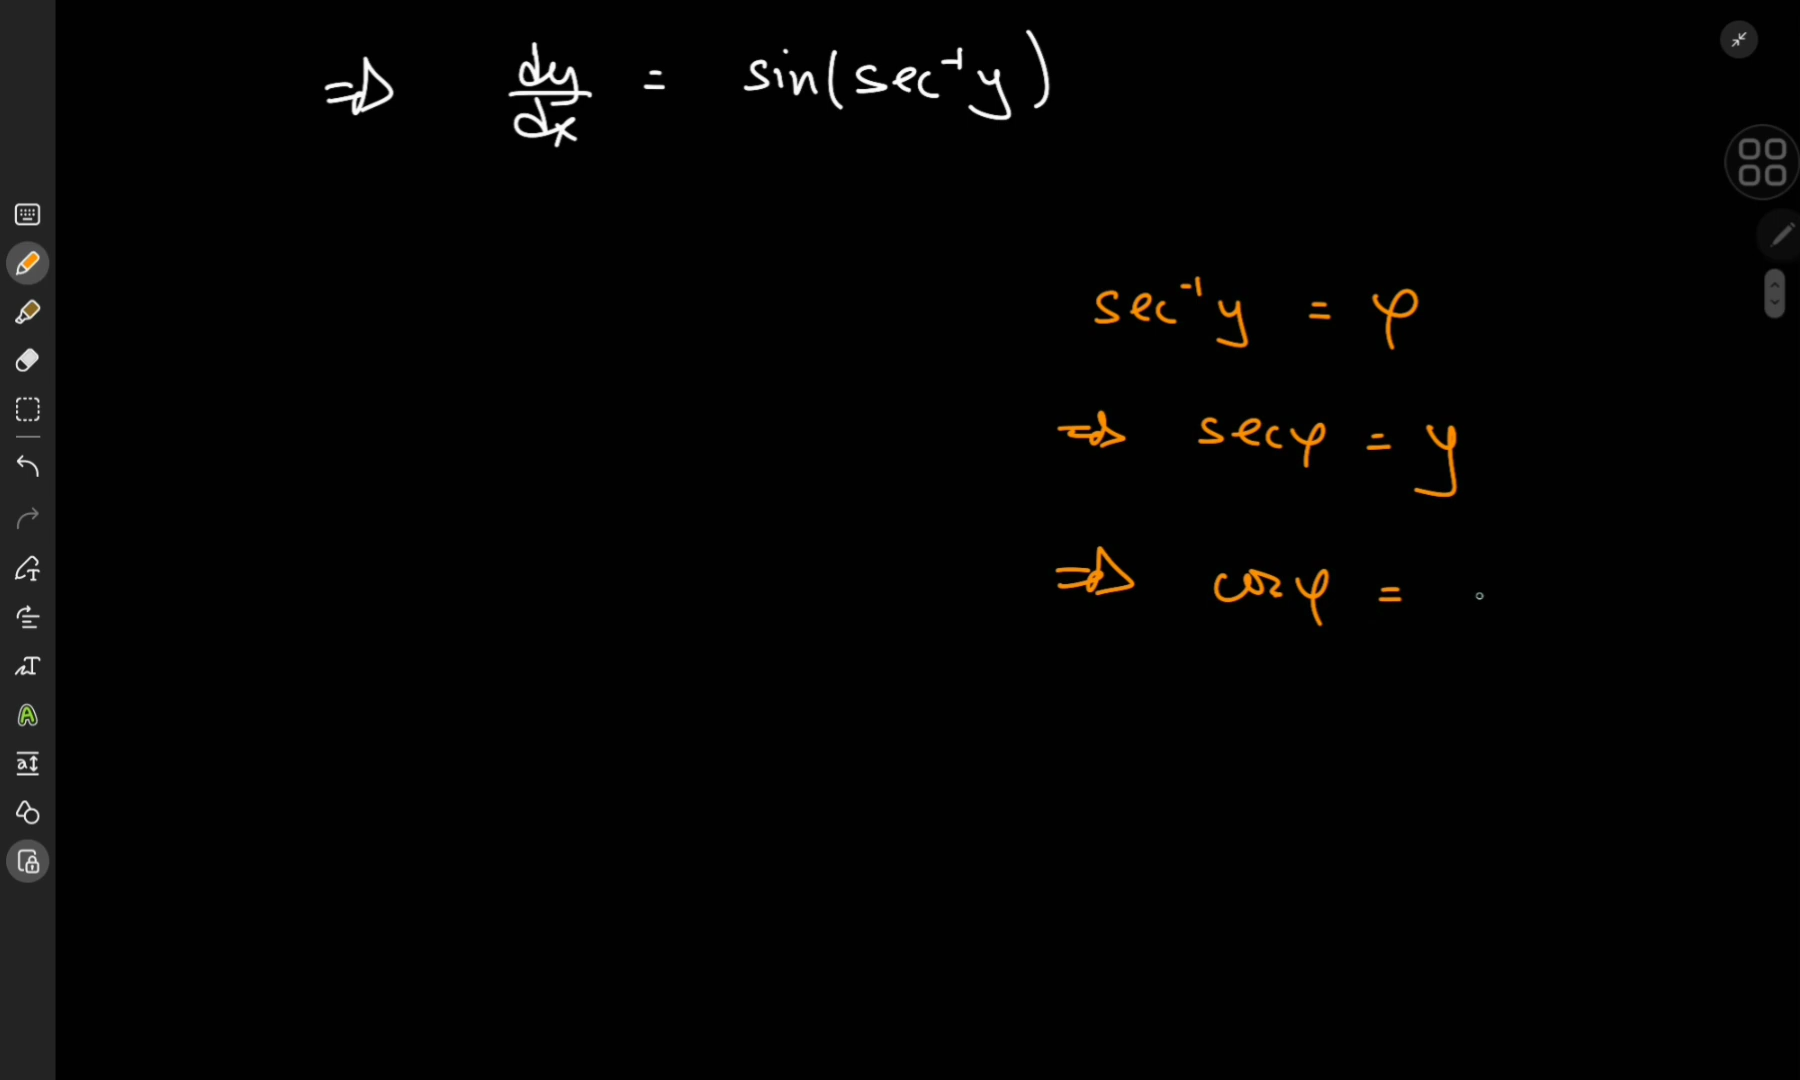 ⇒ dy/dx = sin(sec⁻¹y)
sec⁻¹y = φ
⇒ secφ = y
⇒ cosφ =